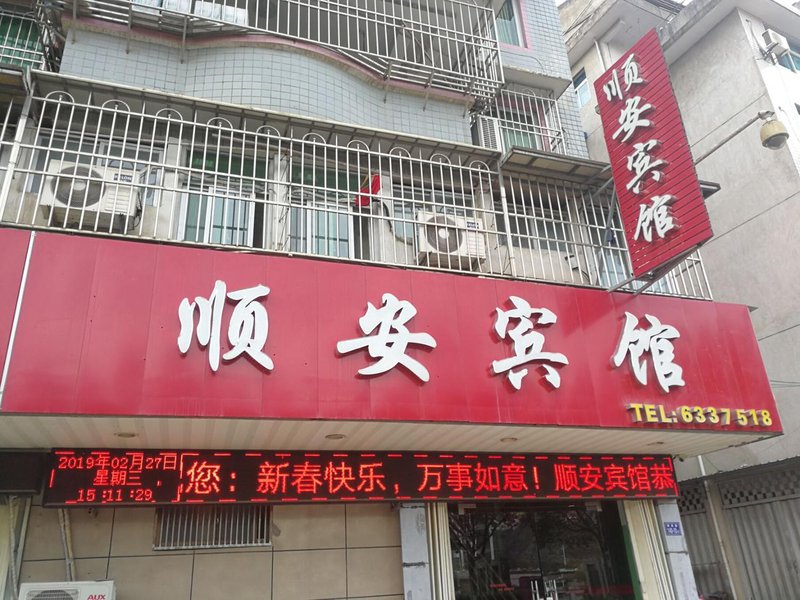 顺安宾馆
顺安宾馆
TEL:6337518
2019年02月27日
星期三
15:11:29
您：新春快乐，万事如意！顺安宾馆恭
AUX